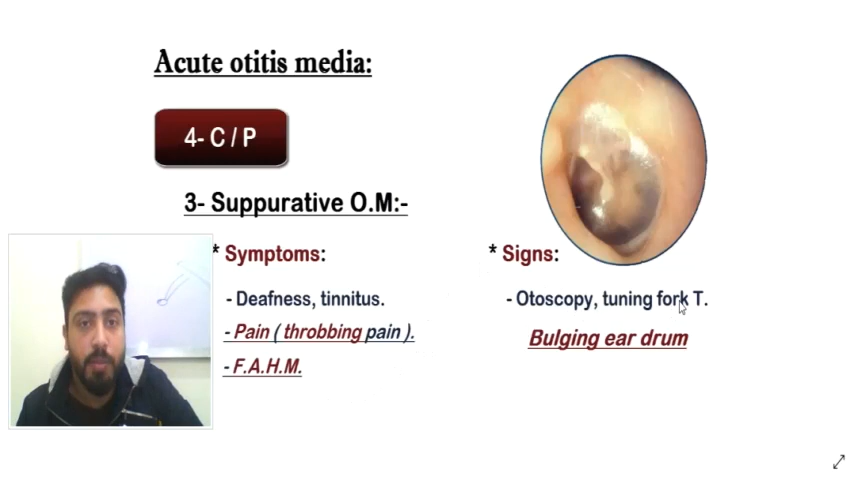 Acute otitis media:
4- C / P
3- Suppurative O.M:-
* Symptoms:
- Deafness, tinnitus.
- Pain ( throbbing pain ).
- F.A.H.M.
* Signs:
- Otoscopy, tuning fork T.
Bulging ear drum